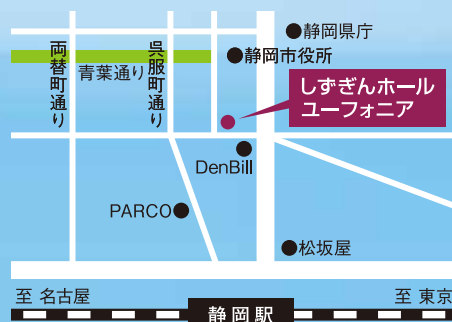 静岡県庁
静岡市役所
両替町通り
青葉通り
呉服町通り
しずぎんホール
ユーフォニア
DenBill
PARCO
松坂屋
至 名古屋
至 東京
静岡駅